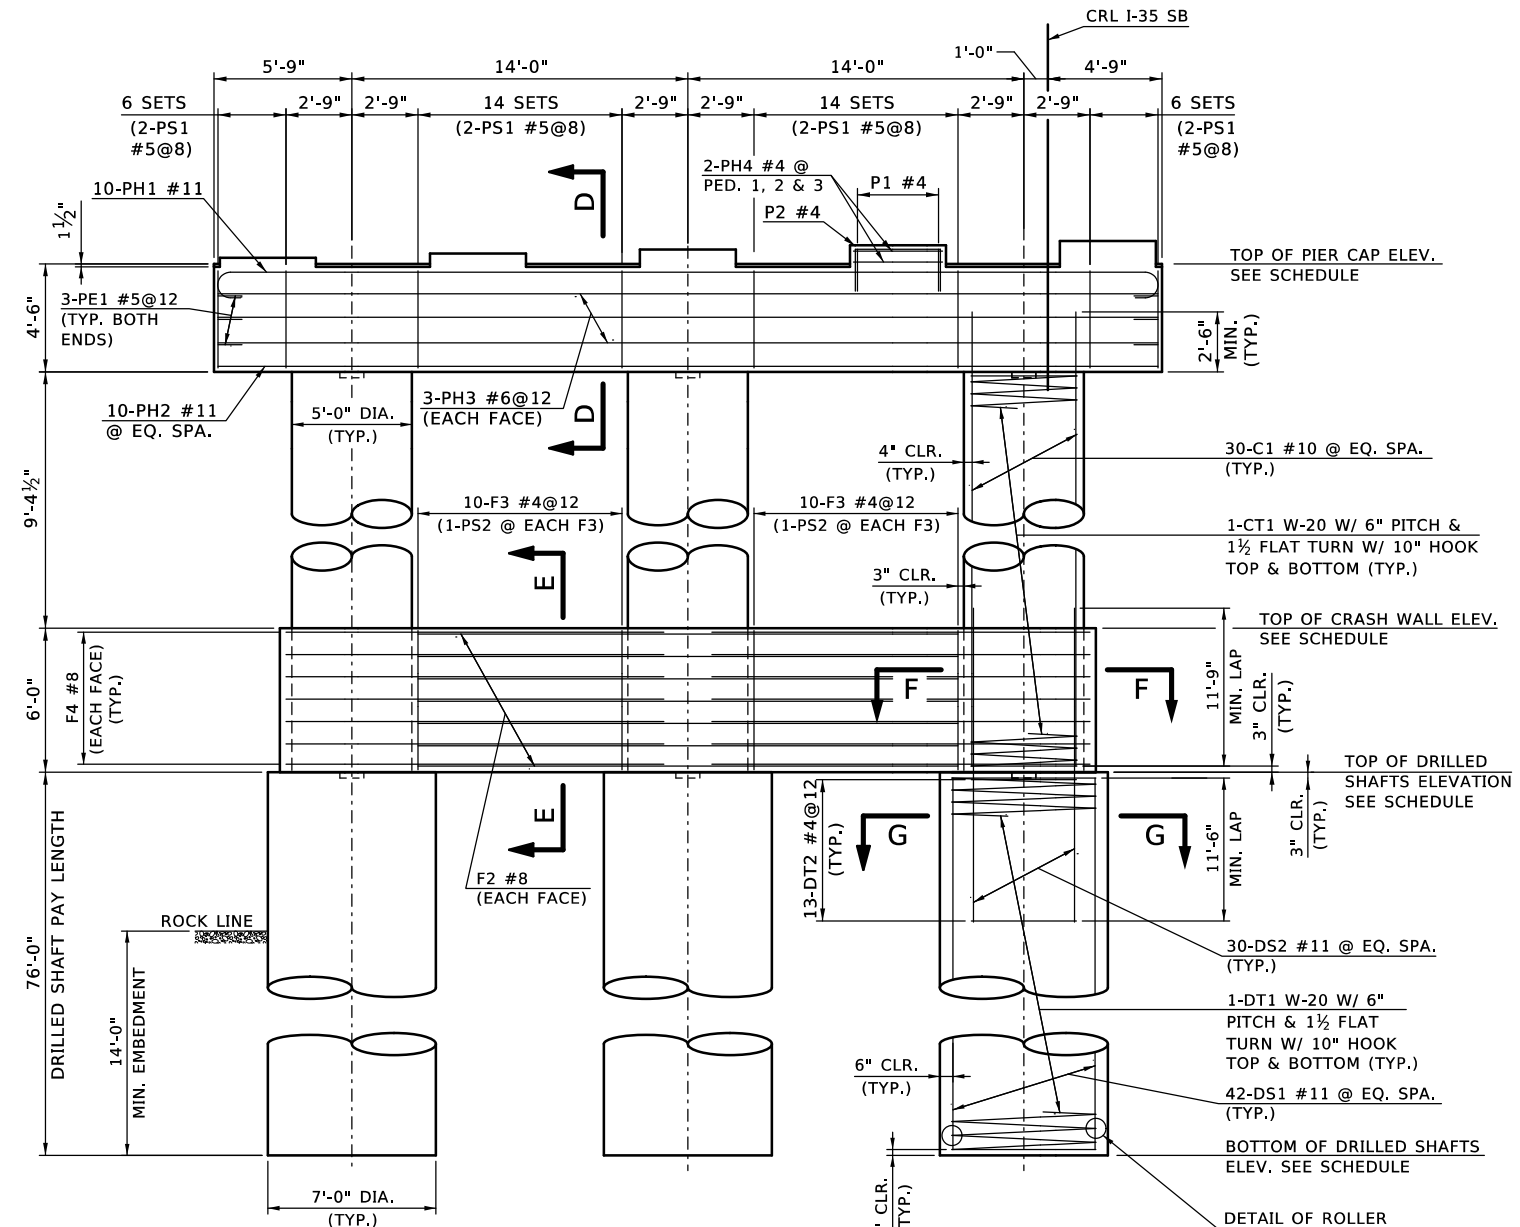 CRL I-35 SB
1'-0"
5'-9"
14'-0"
14'-0"
4'-9"
6 SETS
(2-PS1
#5@8)
2'-9"
2'-9"
14 SETS
(2-PS1 #5@8)
2'-9"
2'-9"
14 SETS
(2-PS1 #5@8)
2'-9"
2'-9"
6 SETS
(2-PS1
#5@8)
10-PH1 #11
1½"
D
2-PH4 #4 @
PED. 1, 2 & 3
P1 #4
P2 #4
TOP OF PIER CAP ELEV.
SEE SCHEDULE
4'-6"
3-PE1 #5@12
(TYP. BOTH
ENDS)
2'-6"
MIN.
(TYP.)
10-PH2 #11
@ EQ. SPA.
5'-0" DIA.
(TYP.)
3-PH3 #6@12
(EACH FACE)
D
4" CLR.
(TYP.)
30-C1 #10 @ EQ. SPA.
(TYP.)
9'-4½"
10-F3 #4@12
(1-PS2 @ EACH F3)
10-F3 #4@12
(1-PS2 @ EACH F3)
1-CT1 W-20 W/ 6" PITCH &
1½ FLAT TURN W/ 10" HOOK
TOP & BOTTOM (TYP.)
E
3" CLR.
(TYP.)
TOP OF CRASH WALL ELEV.
SEE SCHEDULE
6'-0"
F4 #8
(EACH FACE)
(TYP.)
F
F
11'-9"
MIN. LAP
3" CLR.
(TYP.)
TOP OF DRILLED
SHAFTS ELEVATION
SEE SCHEDULE
E
13-DT2 #4@12
(TYP.)
G
G
11'-6"
MIN. LAP
3" CLR.
(TYP.)
F2 #8
(EACH FACE)
ROCK LINE
76'-0"
DRILLED SHAFT PAY LENGTH
14'-0"
MIN. EMBEDMENT
30-DS2 #11 @ EQ. SPA.
(TYP.)
1-DT1 W-20 W/ 6"
PITCH & 1½ FLAT
TURN W/ 10" HOOK
TOP & BOTTOM (TYP.)
6" CLR.
(TYP.)
42-DS1 #11 @ EQ. SPA.
(TYP.)
BOTTOM OF DRILLED SHAFTS
ELEV. SEE SCHEDULE
7'-0" DIA.
(TYP.)
" CLR.
TYP.)
DETAIL OF ROLLER